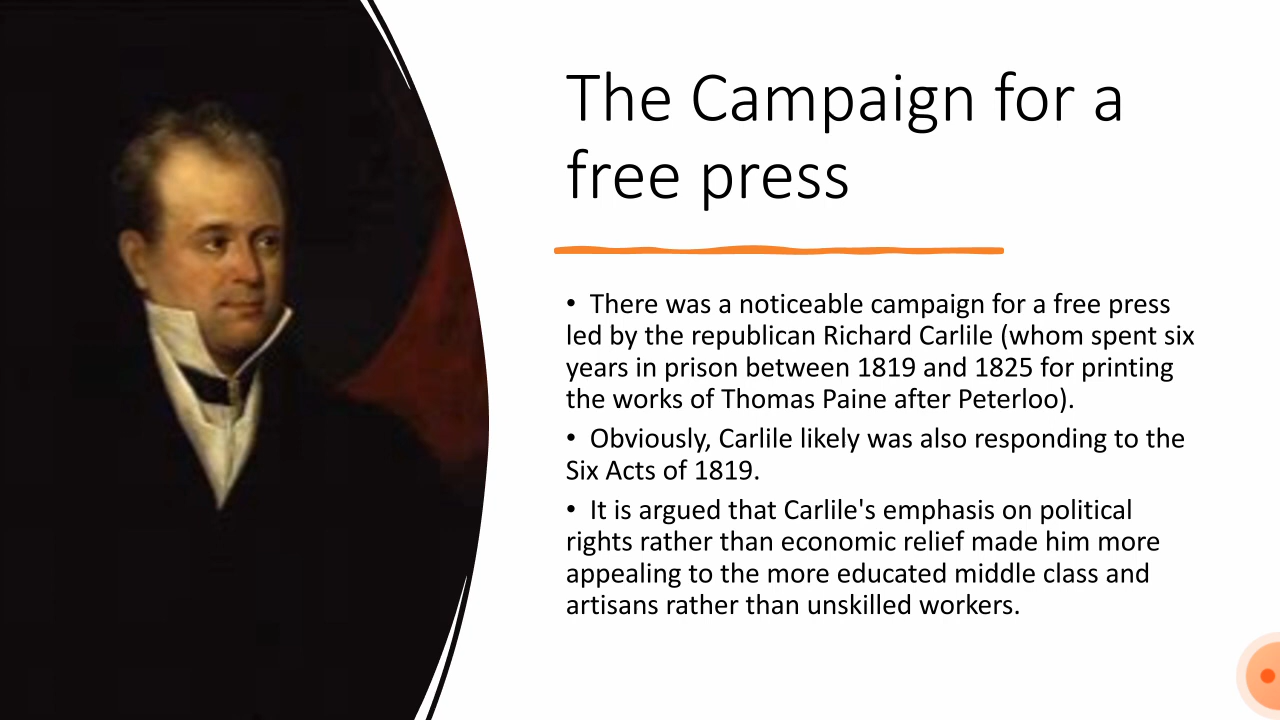 The Campaign for a
free press
• There was a noticeable campaign for a free press
led by the republican Richard Carlile (whom spent six
years in prison between 1819 and 1825 for printing
the works of Thomas Paine after Peterloo).
• Obviously, Carlile likely was also responding to the
Six Acts of 1819.
• It is argued that Carlile's emphasis on political
rights rather than economic relief made him more
appealing to the more educated middle class and
artisans rather than unskilled workers.